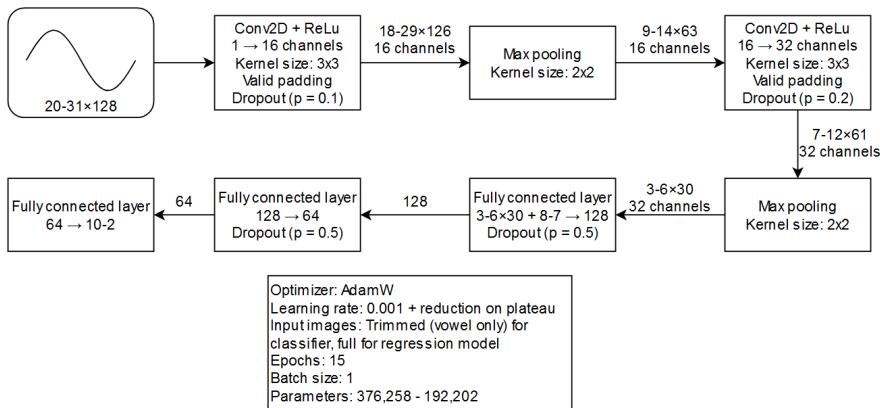 20-31×128
Conv2D + ReLu
1 → 16 channels
Kernel size: 3x3
Valid padding
Dropout (p = 0.1)
18-29×126
16 channels
Max pooling
Kernel size: 2x2
9-14×63
16 channels
Conv2D + ReLu
16 → 32 channels
Kernel size: 3x3
Valid padding
Dropout (p = 0.2)
7-12×61
32 channels
Max pooling
Kernel size: 2x2
3-6×30
32 channels
Fully connected layer
3-6×30 + 8-7 → 128
Dropout (p = 0.5)
128
Fully connected layer
128 → 64
Dropout (p = 0.5)
64
Fully connected layer
64 → 10-2
Optimizer: AdamW
Learning rate: 0.001 + reduction on plateau
Input images: Trimmed (vowel only) for
classifier, full for regression model
Epochs: 15
Batch size: 1
Parameters: 376,258 - 192,202